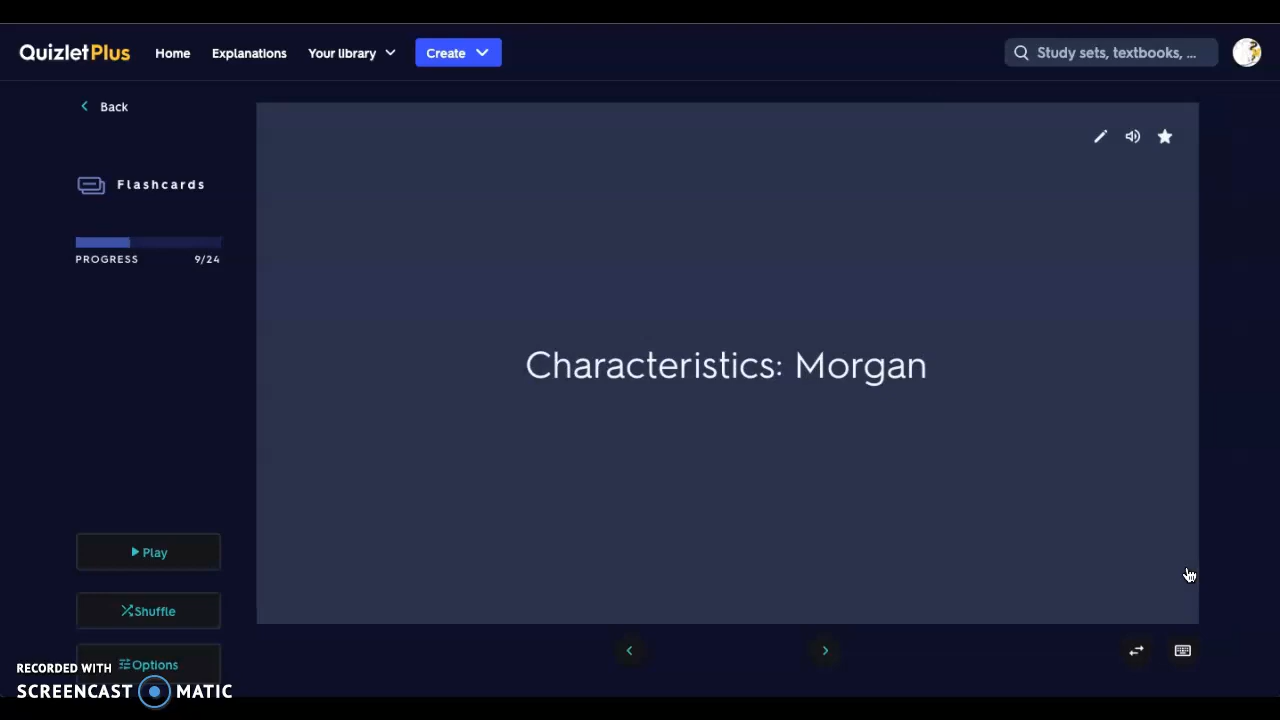 QuizletPlus Home Explanations Your library Create Study sets, textbooks, ...
Back
Flashcards
PROGRESS 9/24
Characteristics: Morgan
Play
Shuffle
Options
RECORDED WITH
SCREENCAST MATIC